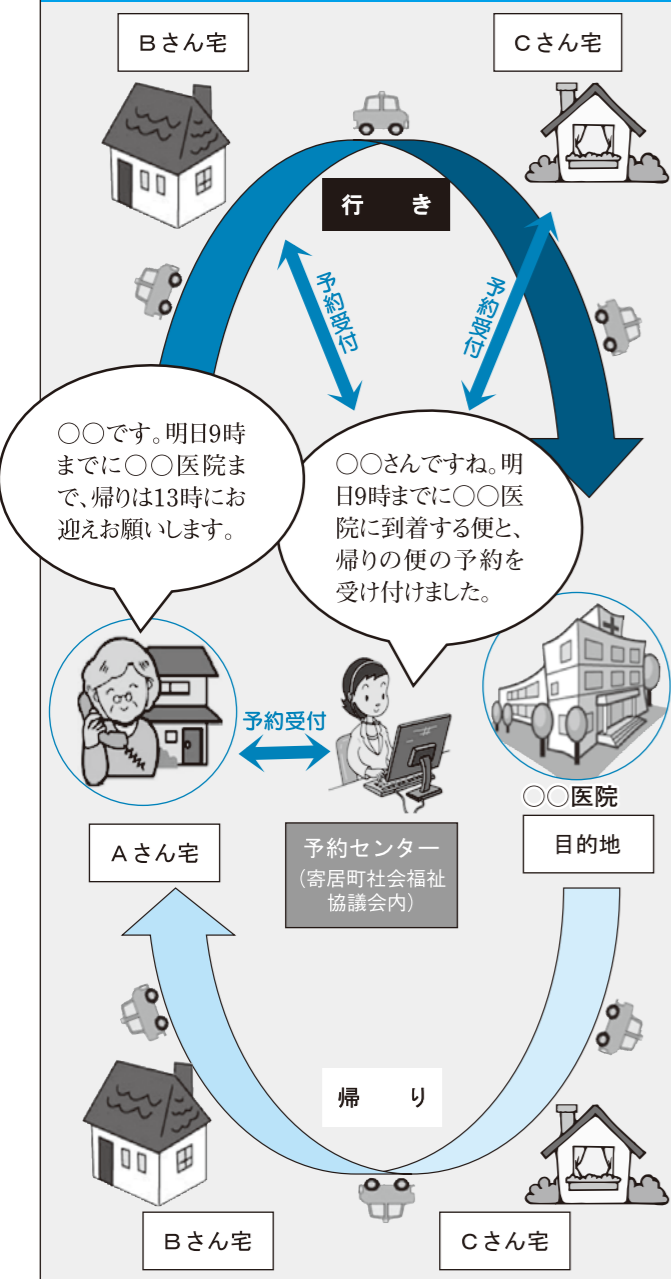 Bさん宅
Cさん宅
行き
予約受付
予約受付
○○です。明日9時
までに○○医院ま
で、帰りは13時にお
迎えお願いします。
○○さんですね。明
日9時までに○○医
院に到着する便と、
帰りの便の予約を
受け付けました。
予約受付
○○医院
Aさん宅
予約センター
(寄居町社会福祉
協議会内)
目的地
帰り
Bさん宅
Cさん宅